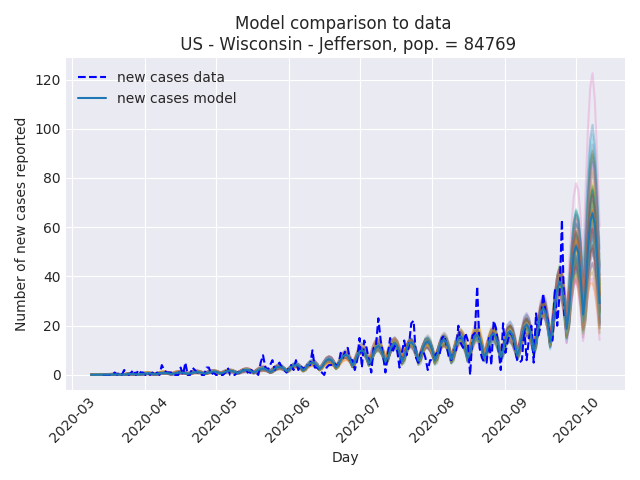 Model comparison to data
US - Wisconsin - Jefferson, pop. = 84769
new cases data
new cases model
Number of new cases reported
120
100
80
60
40
20
0
2020-03
2020-04
2020-05
2020-06
2020-07
2020-08
2020-09
2020-10
Day